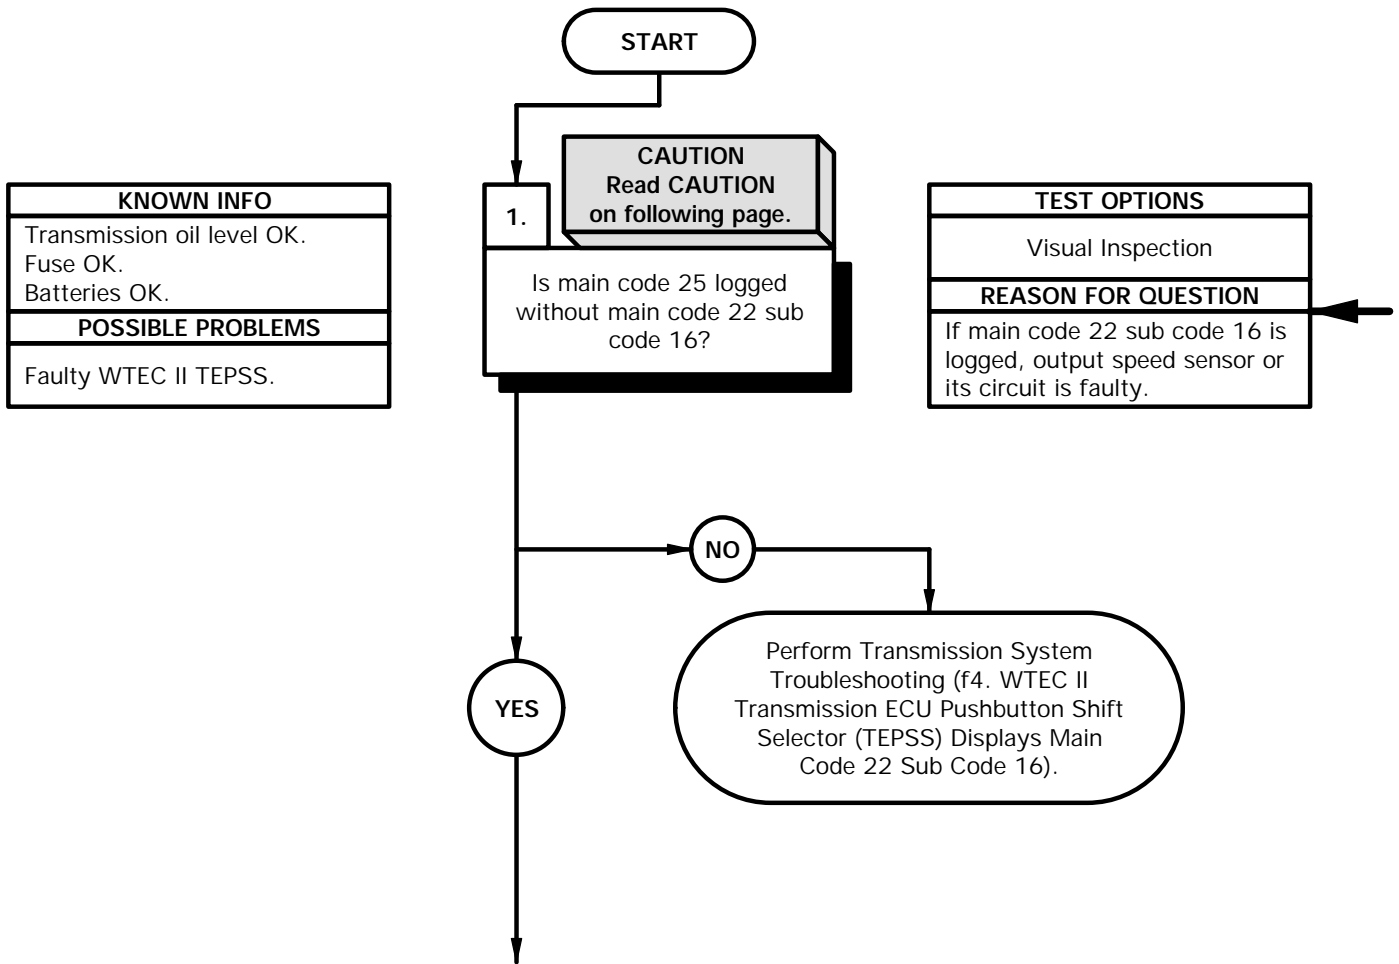 START
CAUTION
Read CAUTION
on following page.
1.
Is main code 25 logged
without main code 22 sub
code 16?
KNOWN INFO
Transmission oil level OK.
Fuse OK.
Batteries OK.
POSSIBLE PROBLEMS
Faulty WTEC II TEPSS.
TEST OPTIONS
Visual Inspection
REASON FOR QUESTION
If main code 22 sub code 16 is
logged, output speed sensor or
its circuit is faulty.
NO
YES
Perform Transmission System
Troubleshooting (f4. WTEC II
Transmission ECU Pushbutton Shift
Selector (TEPSS) Displays Main
Code 22 Sub Code 16).